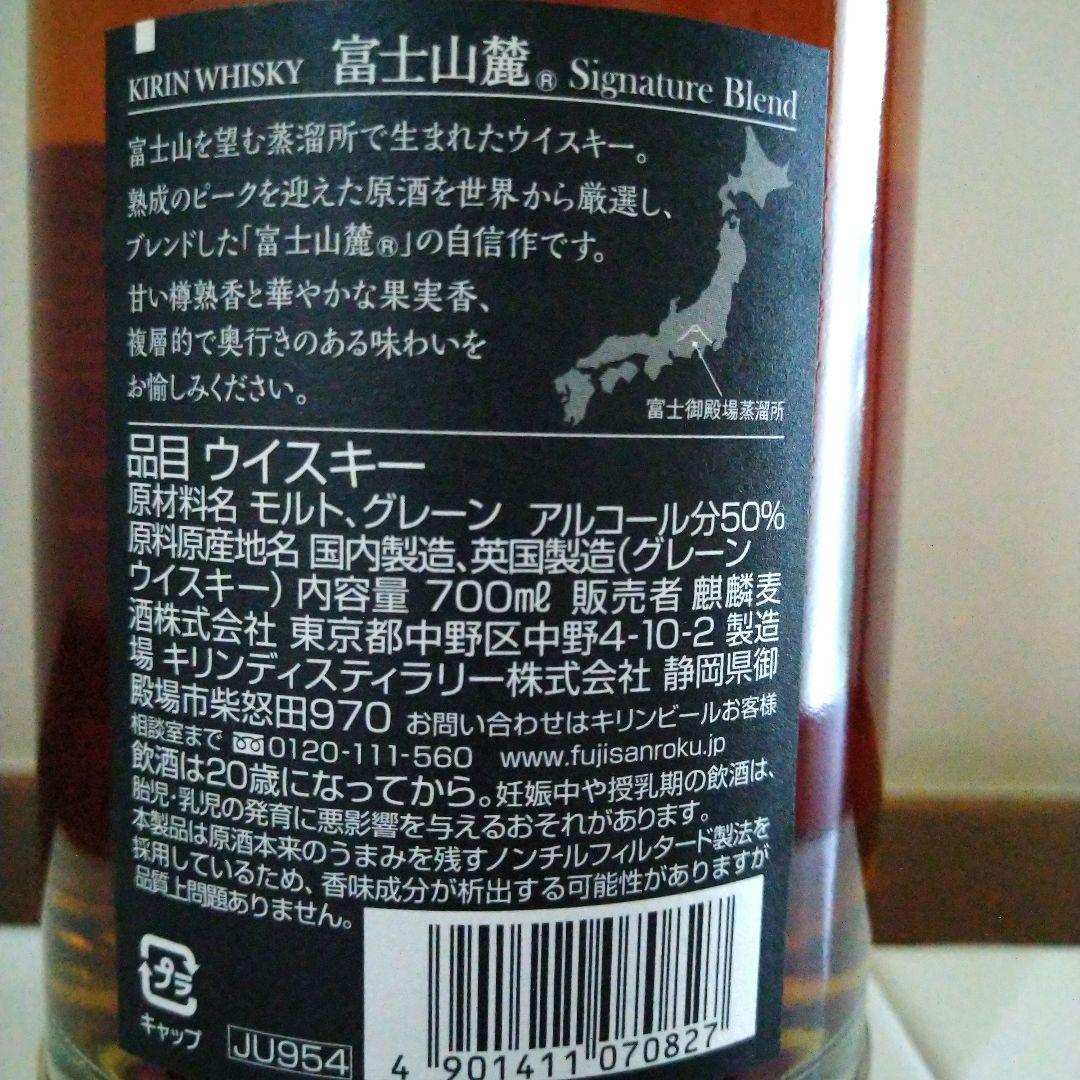 KIRIN WHISKY 富士山麓® Signature Blend
富士山を望む蒸溜所で生まれたウイスキー。
熟成のピークを迎えた原酒を世界から厳選し、
ブレンドした「富士山麓®」の自信作です。
甘い樽熟香と華やかな果実香、
複層的で奥行きのある味わいを
お愉しみください。
富士御殿場蒸溜所
品目 ウイスキー
原材料名 モルト、グレーン アルコール分50%
原料原産地名 国内製造、英国製造(グレーン
ウイスキー) 内容量 700㎖ 販売者 麒麟麦
酒株式会社 東京都中野区中野4-10-2 製造
場 キリンディスティラリー株式会社 静岡県御
殿場市柴怒田970 お問い合わせはキリンビールお客様
相談室まで 0120-111-560 www.fujisanroku.jp
飲酒は20歳になってから。妊娠中や授乳期の飲酒は、
胎児・乳児の発育に悪影響を与えるおそれがあります。
本製品は原酒本来のうまみを残すノンチルフィルタード製法を
採用しているため、香味成分が析出する可能性がありますが
品質上問題ありません。
プラ
キャップ
JU954
4 901411 070827